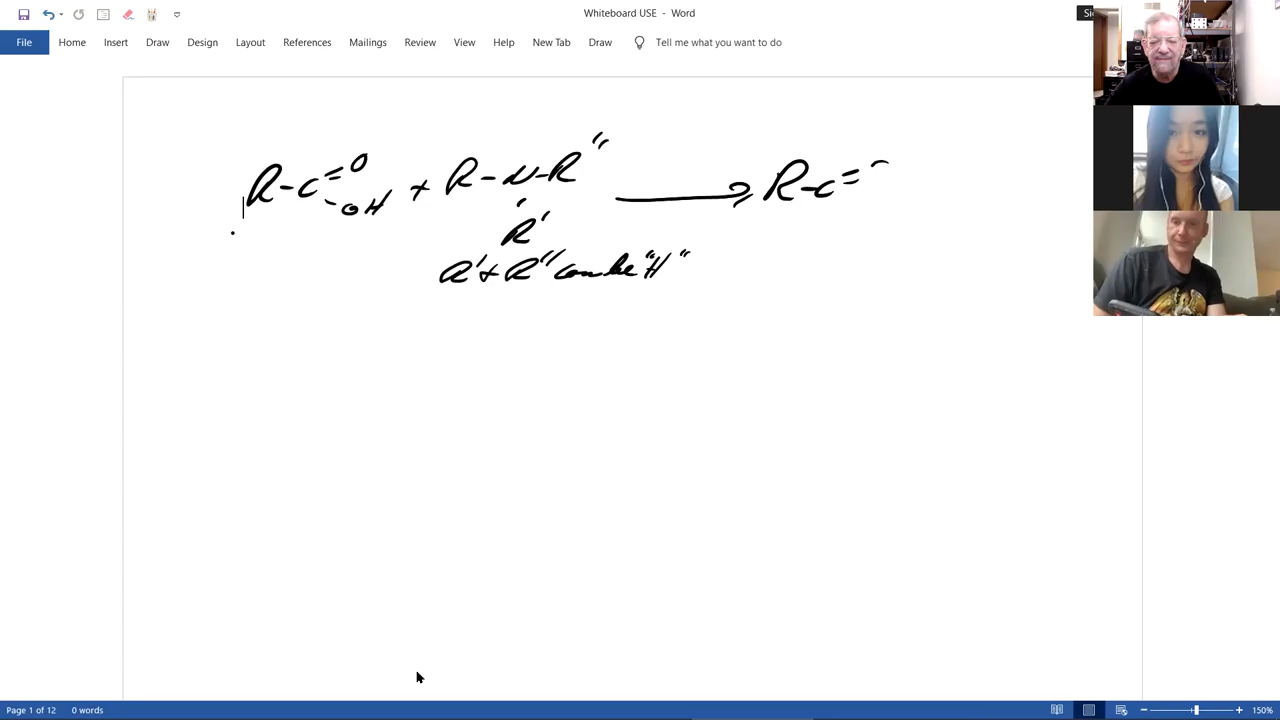 Whiteboard USE - Word
File Home Insert Draw Design Layout References Mailings Review View Help New Tab Draw Tell me what you want to do
R-C=O -OH + R-N-R" → R-C=
R'
R' + R" can be "H"
Page 1 of 12 0 words 150%